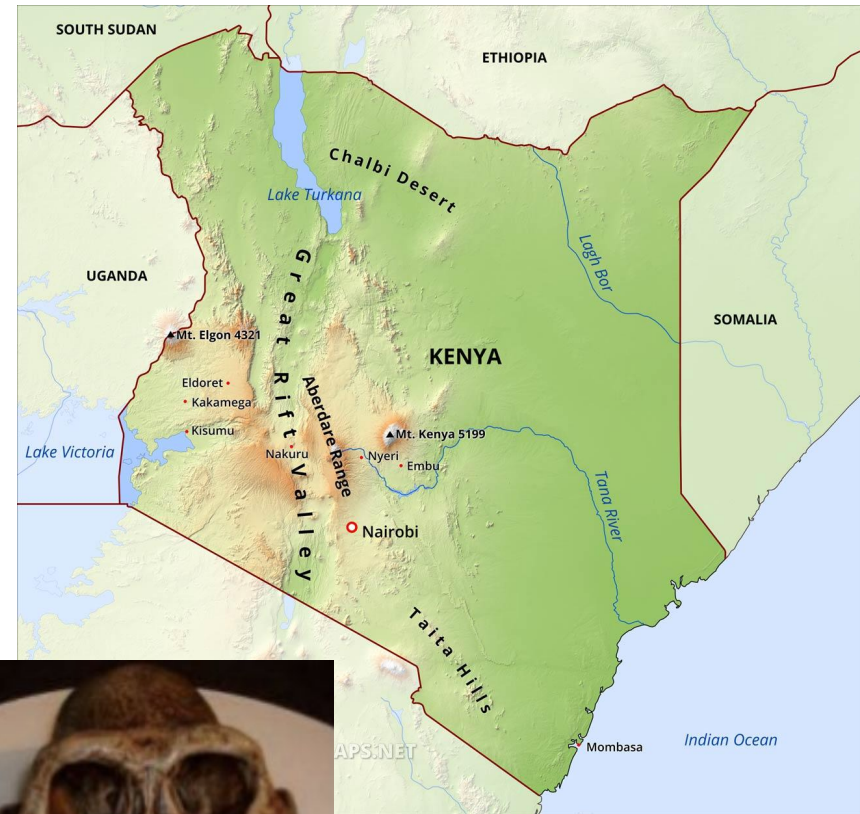 SOUTH SUDAN
ETHIOPIA
Chalbi Desert
Lake Turkana
Lagh Bor
UGANDA
Great Rift Valley
SOMALIA
Mt. Elgon 4321
KENYA
Eldoret
Aberdare Range
Kakamega
Kisumu
Mt. Kenya 5199
Lake Victoria
Nakuru
Nyeri
Embu
Tana River
Nairobi
Taita Hills
APS.NET
Mombasa
Indian Ocean